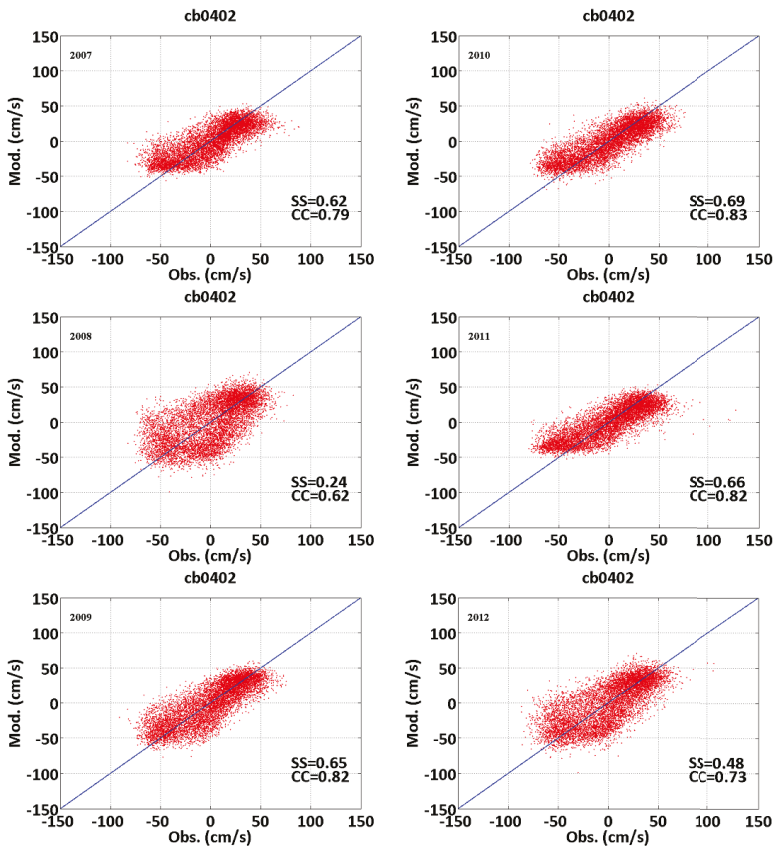 cb0402
150
100
50
0
-50
-100
-150
Mod. (cm/s)
2007
SS=0.62
CC=0.79
-150 -100 -50 0 50 100 150
Obs. (cm/s)
cb0402
150
100
50
0
-50
-100
-150
Mod. (cm/s)
2010
SS=0.69
CC=0.83
-150 -100 -50 0 50 100 150
Obs. (cm/s)
cb0402
150
100
50
0
-50
-100
-150
Mod. (cm/s)
2008
SS=0.24
CC=0.62
-150 -100 -50 0 50 100 150
Obs. (cm/s)
cb0402
150
100
50
0
-50
-100
-150
Mod. (cm/s)
2011
SS=0.66
CC=0.82
-150 -100 -50 0 50 100 150
Obs. (cm/s)
cb0402
150
100
50
0
-50
-100
-150
Mod. (cm/s)
2009
SS=0.65
CC=0.82
-150 -100 -50 0 50 100 150
Obs. (cm/s)
cb0402
150
100
50
0
-50
-100
-150
Mod. (cm/s)
2012
SS=0.48
CC=0.73
-150 -100 -50 0 50 100 150
Obs. (cm/s)